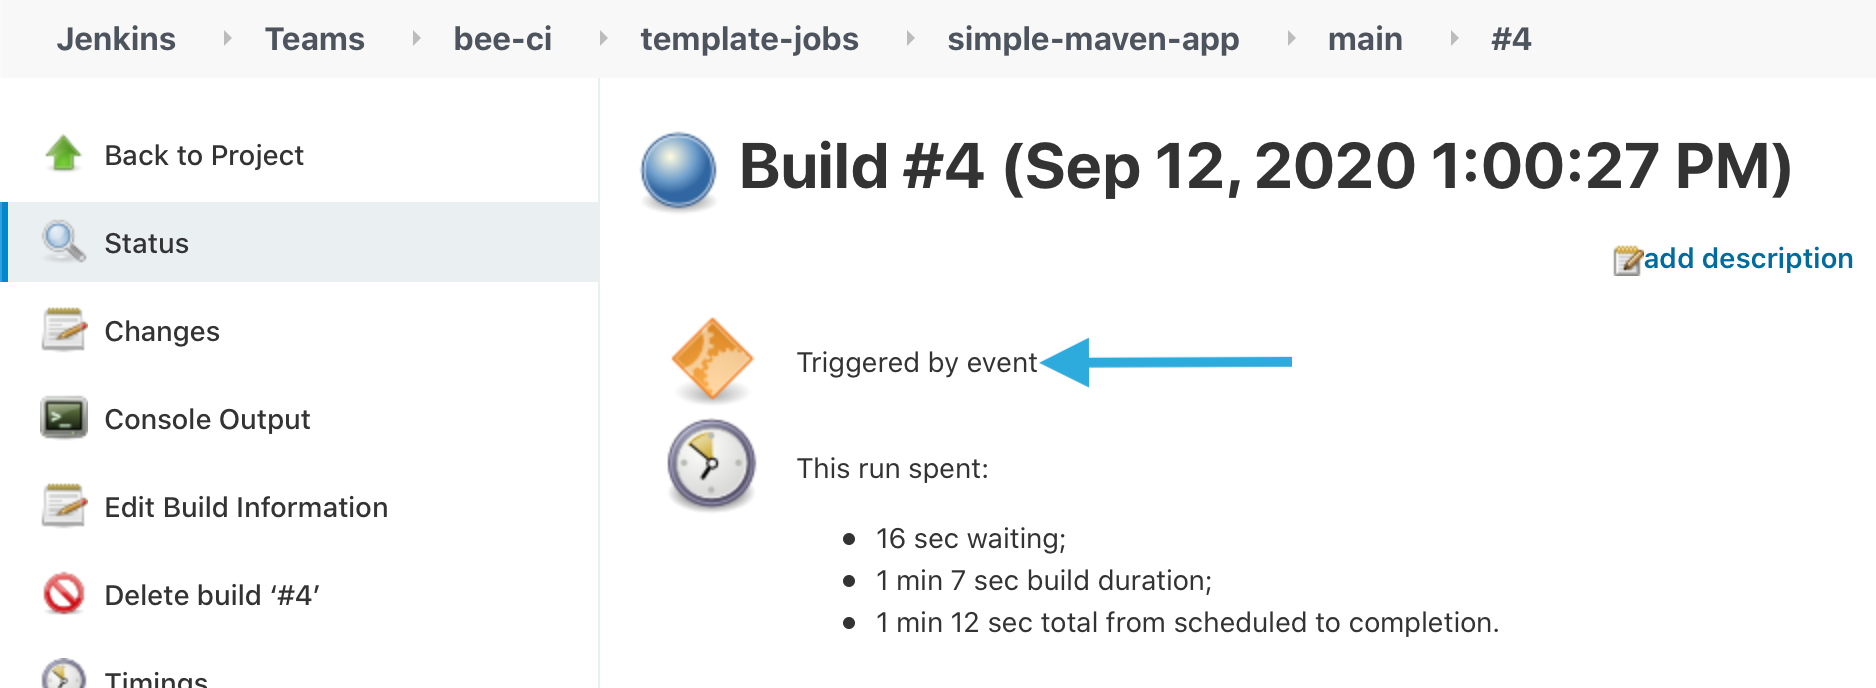 Jenkins Teams bee-ci template-jobs simple-maven-app main #4
Back to Project
Status
Changes
Console Output
Edit Build Information
Delete build ‘#4’
Timings
Build #4 (Sep 12, 2020 1:00:27 PM)
add description
Triggered by event
This run spent:
16 sec waiting;
1 min 7 sec build duration;
1 min 12 sec total from scheduled to completion.